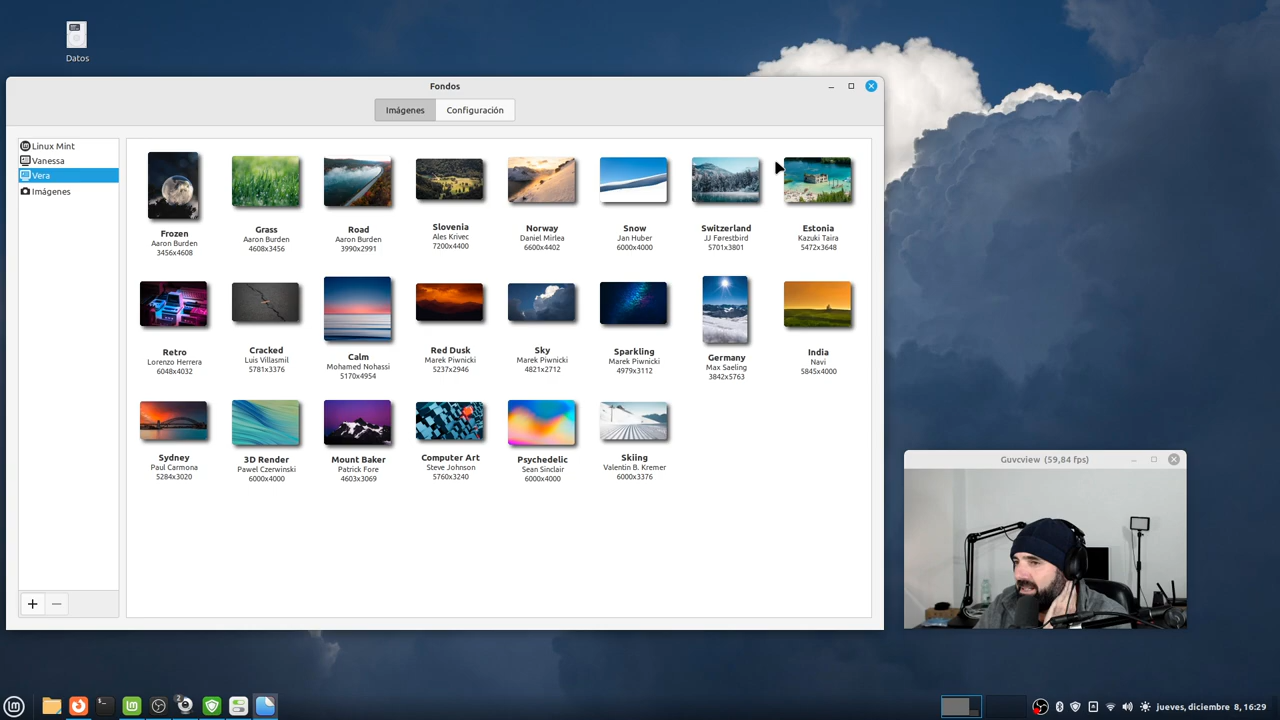 Datos
Fondos
Imágenes
Configuración
Linux Mint
Vanessa
Vera
Imágenes
Frozen
Aaron Burden
3456x4608
Grass
Aaron Burden
4608x3456
Road
Aaron Burden
3990x2991
Slovenia
Ales Krivec
7200x4400
Norway
Daniel Mirlea
6600x4402
Snow
Jan Huber
6000x4000
Switzerland
JJ Førestbird
5701x3801
Estonia
Kazuki Taira
5472x3648
Retro
Lorenzo Herrera
6048x4032
Cracked
Luis Villasmil
5781x3376
Calm
Mohamed Nohassi
5170x4954
Red Dusk
Marek Piwnicki
5237x2946
Sky
Marek Piwnicki
4821x2712
Sparkling
Marek Piwnicki
4979x3112
Germany
Max Saeling
3842x5763
India
Navi
5845x4000
Sydney
Paul Carmona
5284x3020
3D Render
Pawel Czerwinski
6000x4000
Mount Baker
Patrick Fore
4603x3069
Computer Art
Steve Johnson
5760x3240
Psychedelic
Sean Sinclair
6000x4000
Skiing
Valentin B. Kremer
6000x3376
Guvcview (59,84 fps)
2
jueves, diciembre 8, 16:29